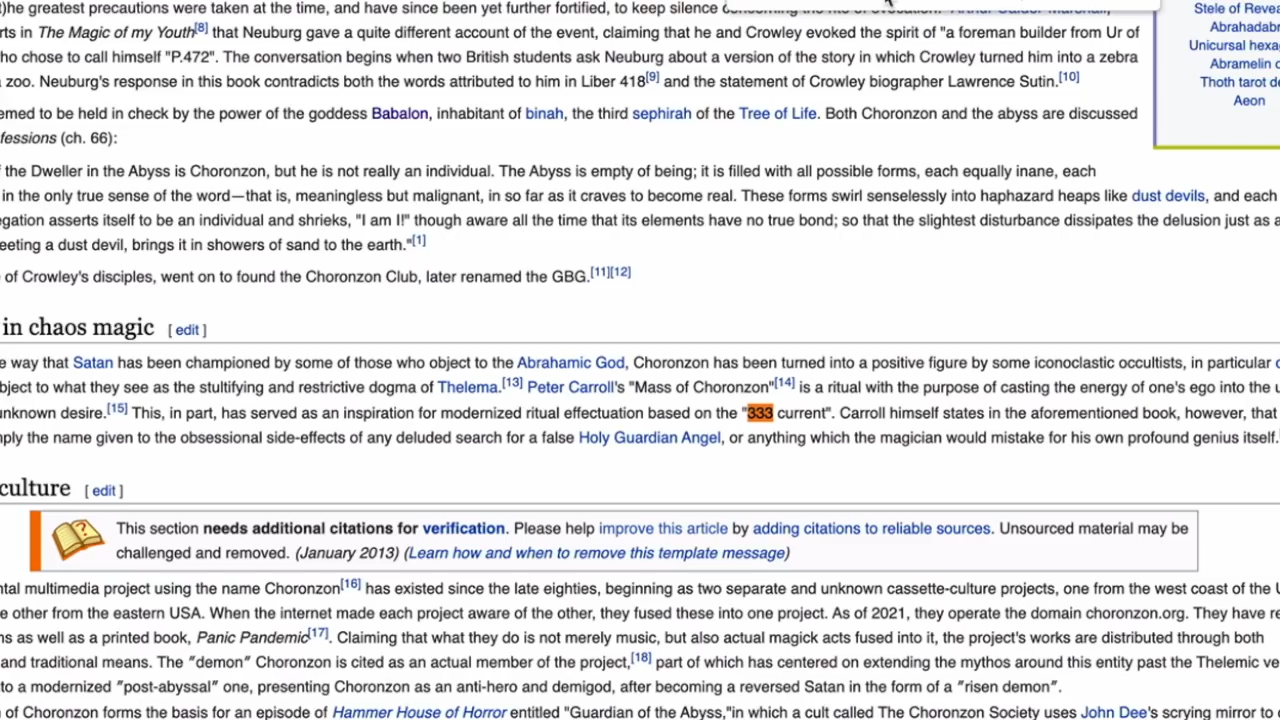 )he greatest precautions were taken at the time, and have since been yet further fortified, to keep silence
rts in The Magic of my Youth[8] that Neuburg gave a quite different account of the event, claiming that he and Crowley evoked the spirit of "a foreman builder from Ur of
ho chose to call himself "P.472". The conversation begins when two British students ask Neuburg about a version of the story in which Crowley turned him into a zebra
zoo. Neuburg's response in this book contradicts both the words attributed to him in Liber 418[9] and the statement of Crowley biographer Lawrence Sutin.[10]
emed to be held in check by the power of the goddess Babalon, inhabitant of binah, the third sephirah of the Tree of Life. Both Choronzon and the abyss are discussed
fessions (ch. 66):
f the Dweller in the Abyss is Choronzon, but he is not really an individual. The Abyss is empty of being; it is filled with all possible forms, each equally inane, each
in the only true sense of the word—that is, meaningless but malignant, in so far as it craves to become real. These forms swirl senselessly into haphazard heaps like dust devils, and each
egation asserts itself to be an individual and shrieks, "I am I!" though aware all the time that its elements have no true bond; so that the slightest disturbance dissipates the delusion just as a
eeting a dust devil, brings it in showers of sand to the earth."[1]
of Crowley's disciples, went on to found the Choronzon Club, later renamed the GBG.[11][12]
in chaos magic [ edit ]
e way that Satan has been championed by some of those who object to the Abrahamic God, Choronzon has been turned into a positive figure by some iconoclastic occultists, in particular
bject to what they see as the stultifying and restrictive dogma of Thelema.[13] Peter Carroll's "Mass of Choronzon"[14] is a ritual with the purpose of casting the energy of one's ego into the u
unknown desire.[15] This, in part, has served as an inspiration for modernized ritual effectuation based on the "333 current". Carroll himself states in the aforementioned book, however, that
mply the name given to the obsessional side-effects of any deluded search for a false Holy Guardian Angel, or anything which the magician would mistake for his own profound genius itself.
culture [ edit ]
This section needs additional citations for verification. Please help improve this article by adding citations to reliable sources. Unsourced material may be
challenged and removed. (January 2013) (Learn how and when to remove this template message)
ntal multimedia project using the name Choronzon[16] has existed since the late eighties, beginning as two separate and unknown cassette-culture projects, one from the west coast of the U
e other from the eastern USA. When the internet made each project aware of the other, they fused these into one project. As of 2021, they operate the domain choronzon.org. They have re
ns as well as a printed book, Panic Pandemic[17]. Claiming that what they do is not merely music, but also actual magick acts fused into it, the project's works are distributed through both
and traditional means. The "demon" Choronzon is cited as an actual member of the project,[18] part of which has centered on extending the mythos around this entity past the Thelemic ve
to a modernized "post-abyssal" one, presenting Choronzon as an anti-hero and demigod, after becoming a reversed Satan in the form of a "risen demon".
of Choronzon forms the basis for an episode of Hammer House of Horror entitled "Guardian of the Abyss,"in which a cult called The Choronzon Society uses John Dee's scrying mirror to
Stele of Revea
Abrahadabr
Unicursal hexa
Abramelin o
Thoth tarot de
Aeon